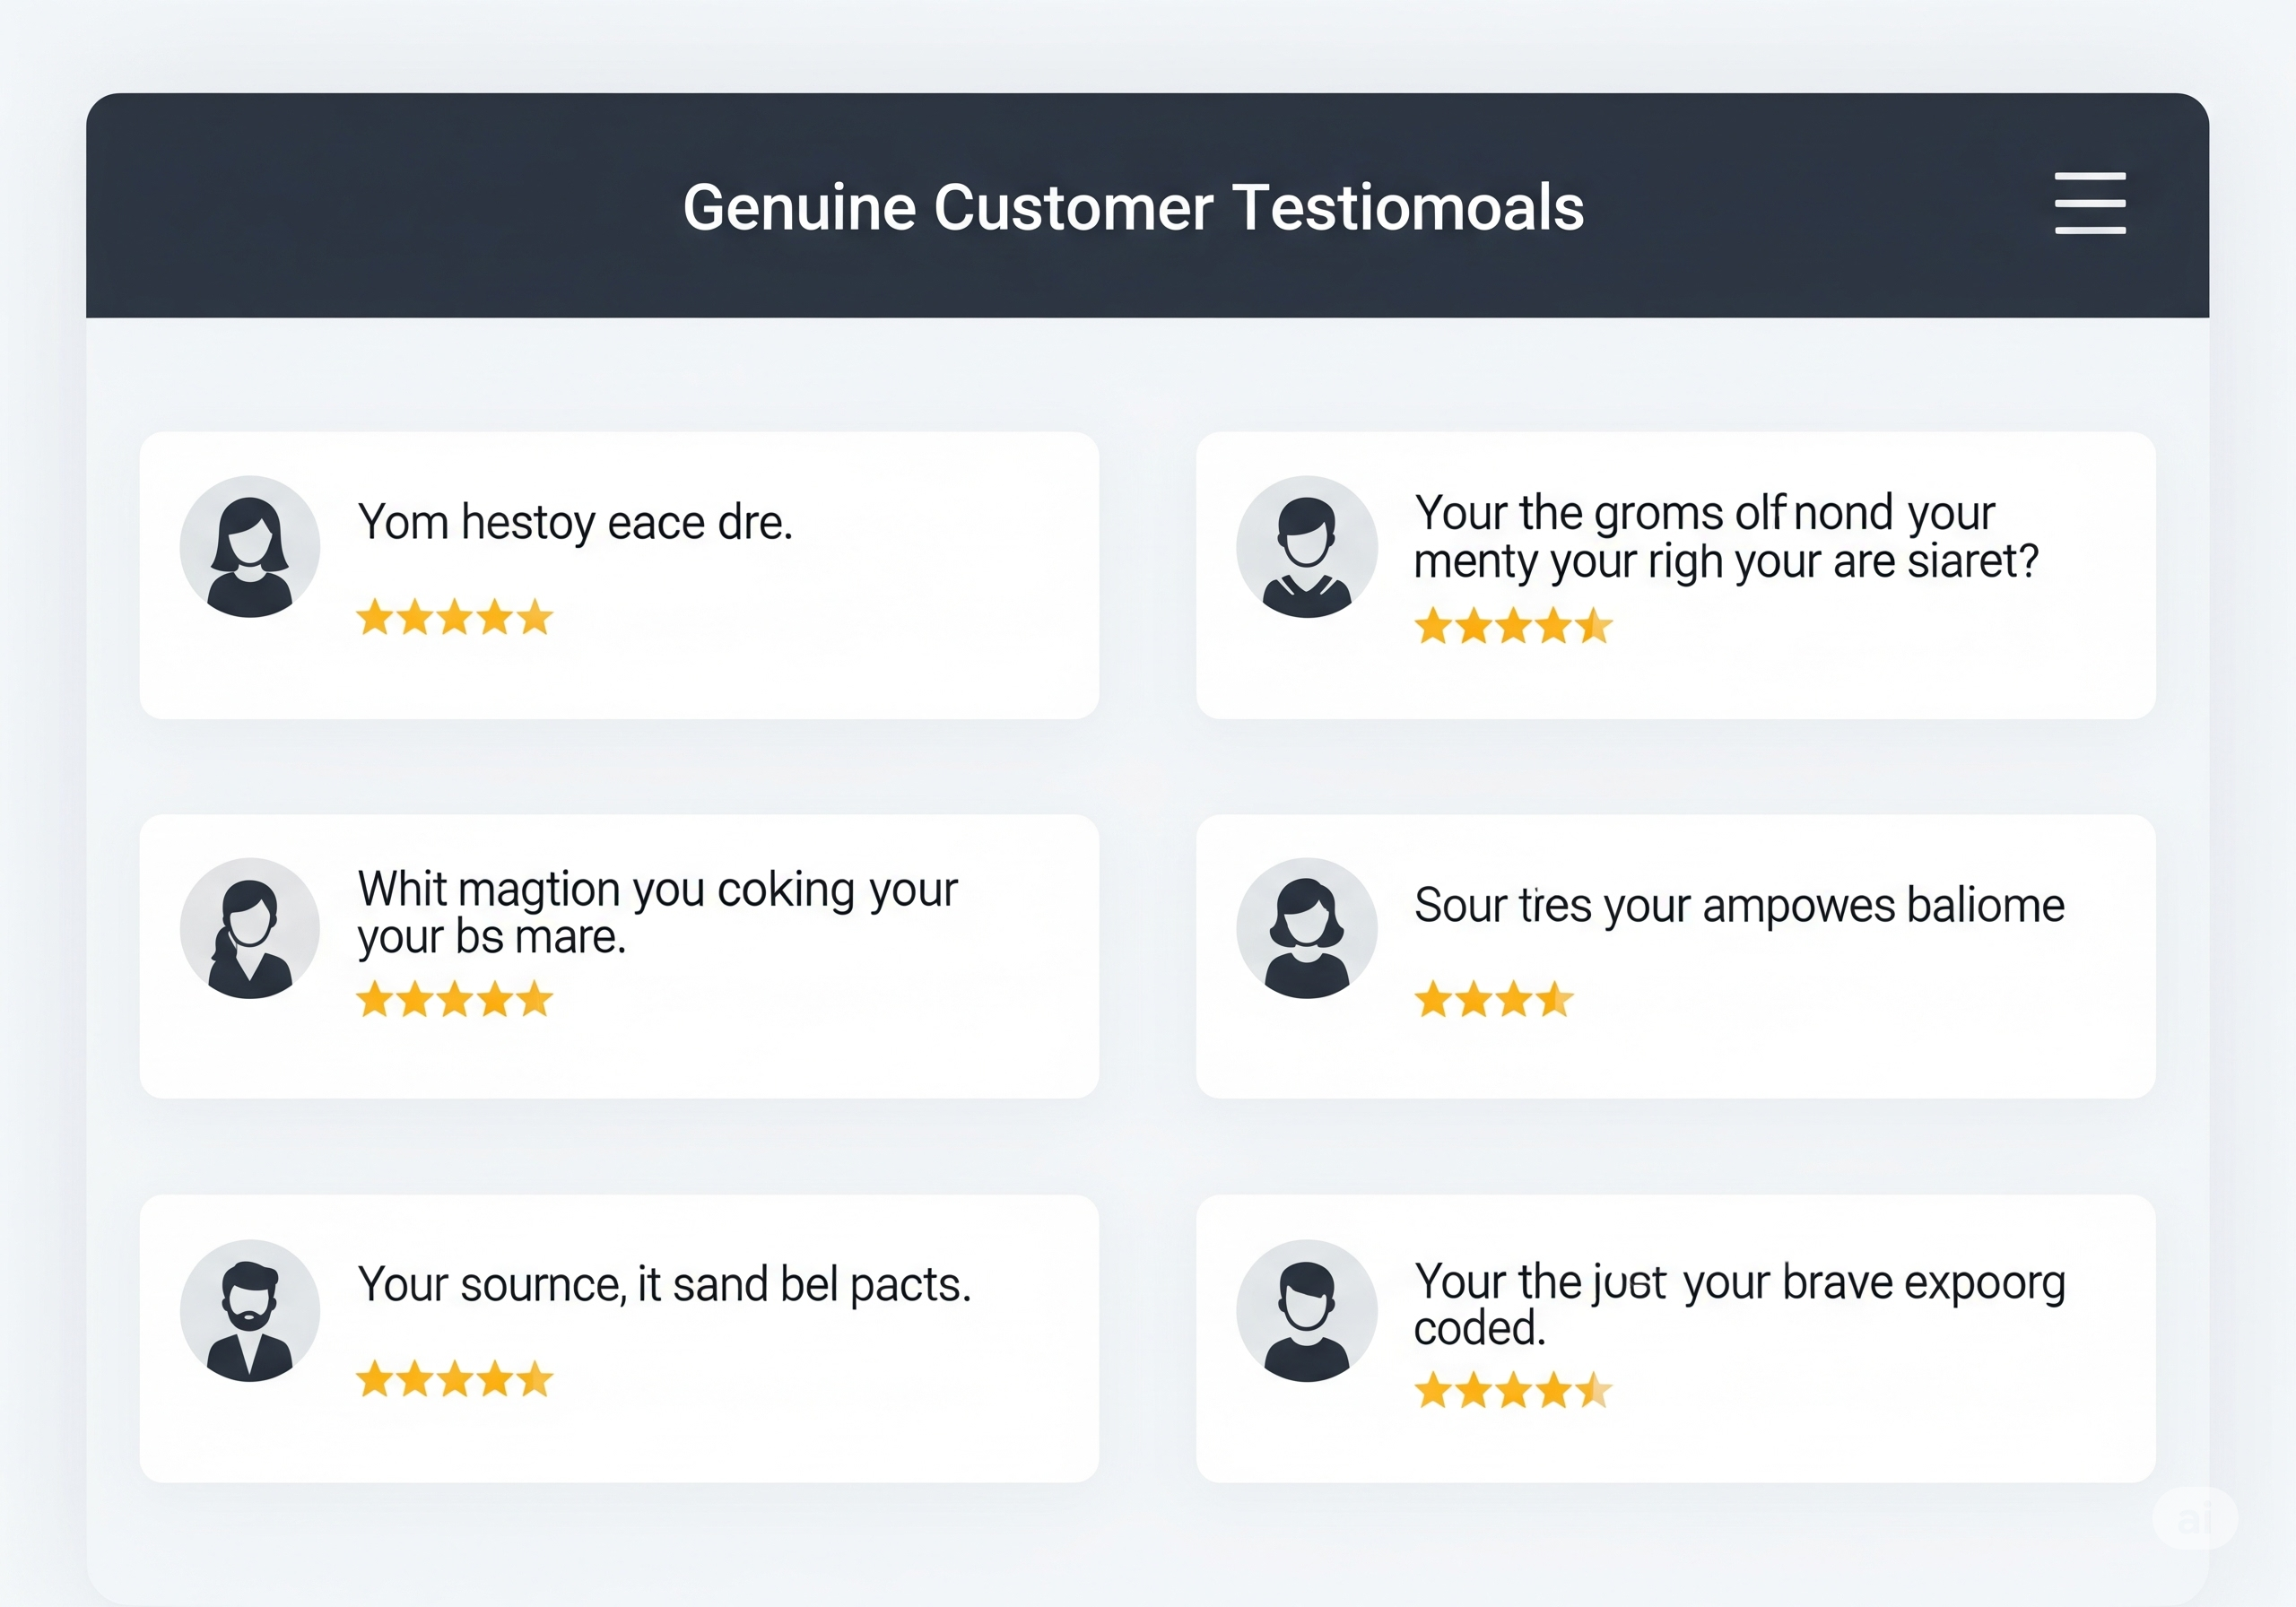 Genuine Customer Testiomoals
Yom hestoy eace dre.
Your the groms olf nond your
menty your righ your are siaret?
Whit magtion you coking your
your bs mare.
Sour tres your ampowes baliome
Your sournce, it sand bel pacts.
Your the just your brave expoorg
coded.
ai